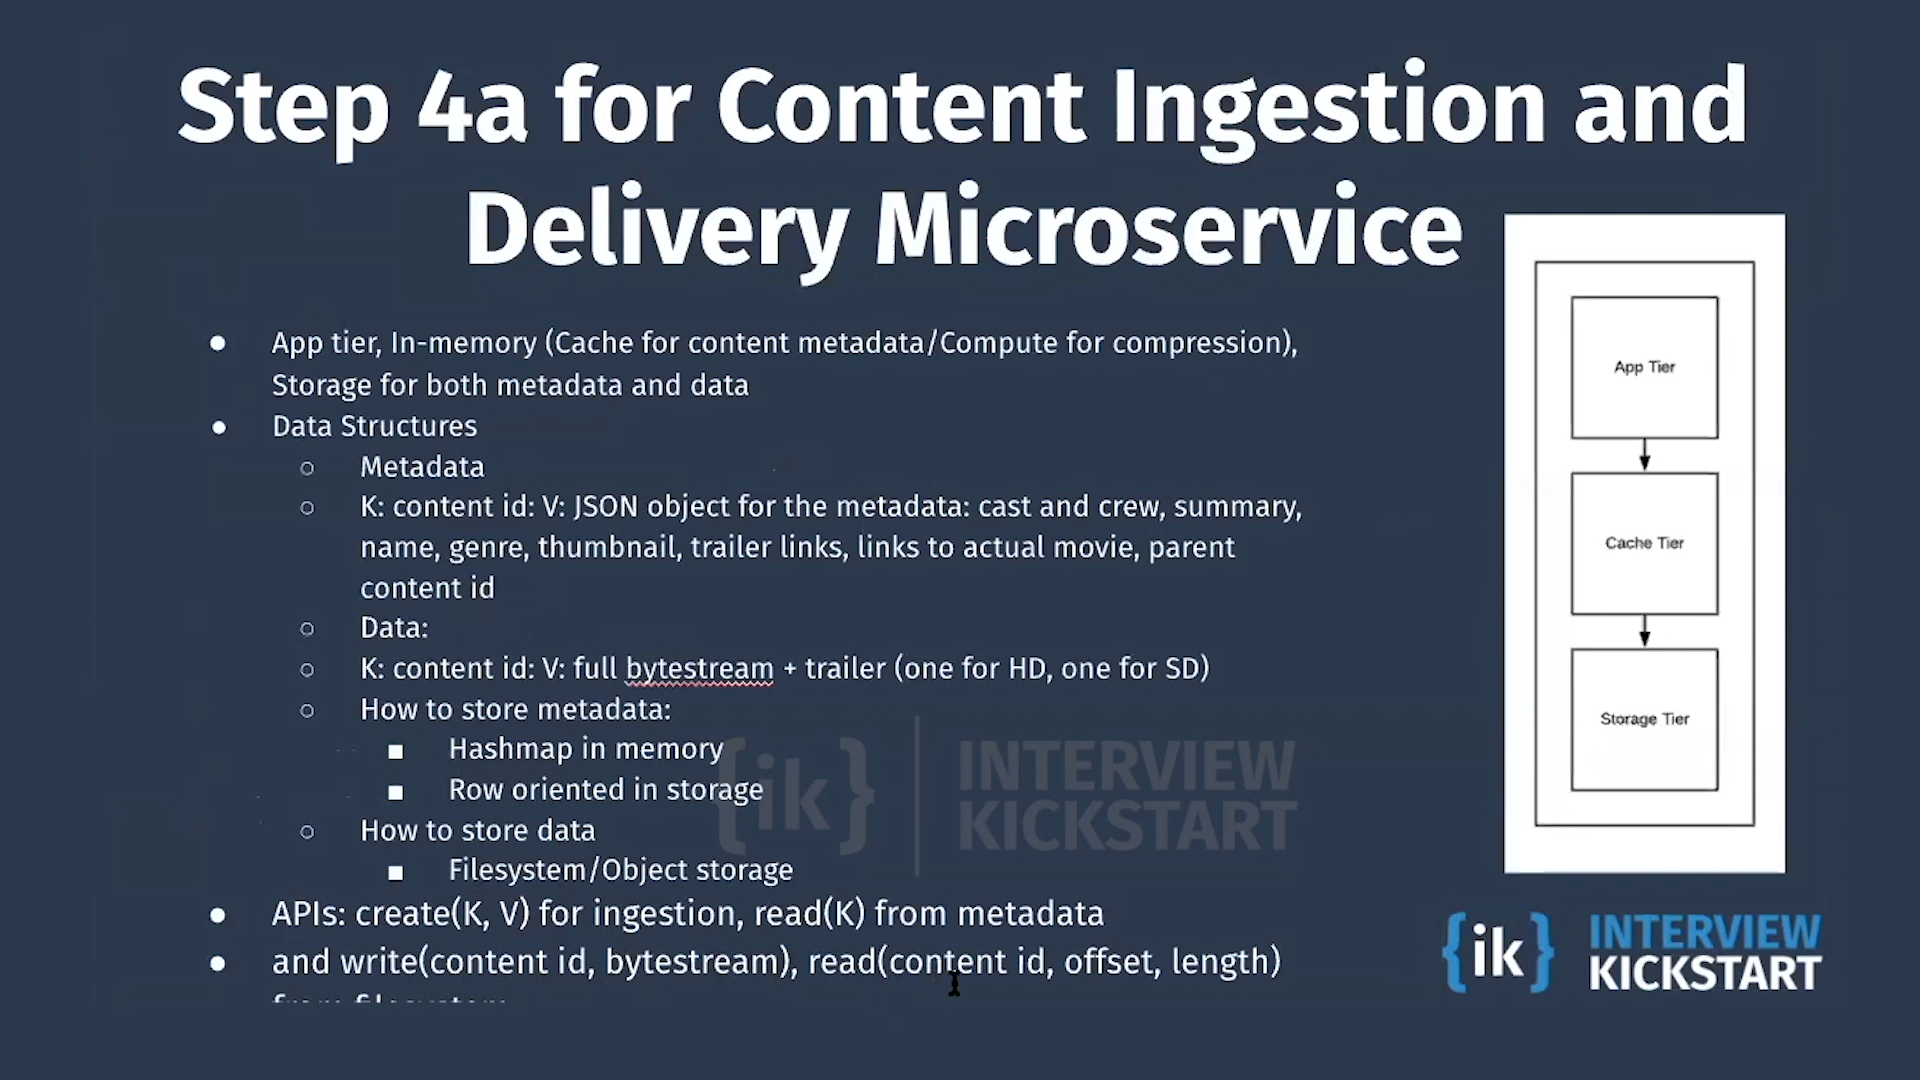 Step 4a for Content Ingestion and
Delivery Microservice
● App tier, In-memory (Cache for content metadata/Compute for compression),
Storage for both metadata and data
● Data Structures
○ Metadata
○ K: content id: V: JSON object for the metadata: cast and crew, summary,
name, genre, thumbnail, trailer links, links to actual movie, parent
content id
○ Data:
○ K: content id: V: full bytestream + trailer (one for HD, one for SD)
○ How to store metadata:
■ Hashmap in memory
■ Row oriented in storage
○ How to store data
■ Filesystem/Object storage
● APIs: create(K, V) for ingestion, read(K) from metadata
● and write(content id, bytestream), read(content id, offset, length)
from filesystem
App Tier
Cache Tier
Storage Tier
{ik} INTERVIEW
KICKSTART
{ik} INTERVIEW
KICKSTART